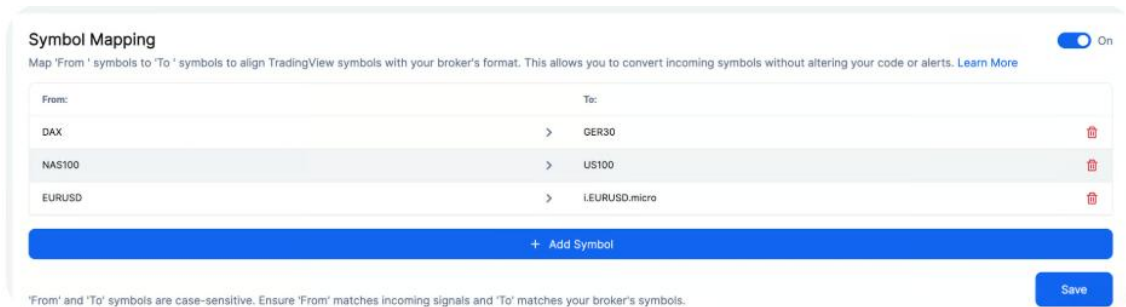 Symbol Mapping
On
Map 'From ' symbols to 'To ' symbols to align TradingView symbols with your broker's format. This allows you to convert incoming symbols without altering your code or alerts. Learn More
From: To:
DAX > GER30
NAS100 > US100
EURUSD > i.EURUSD.micro
+ Add Symbol
Save
'From' and 'To' symbols are case-sensitive. Ensure 'From' matches incoming signals and 'To' matches your broker's symbols.